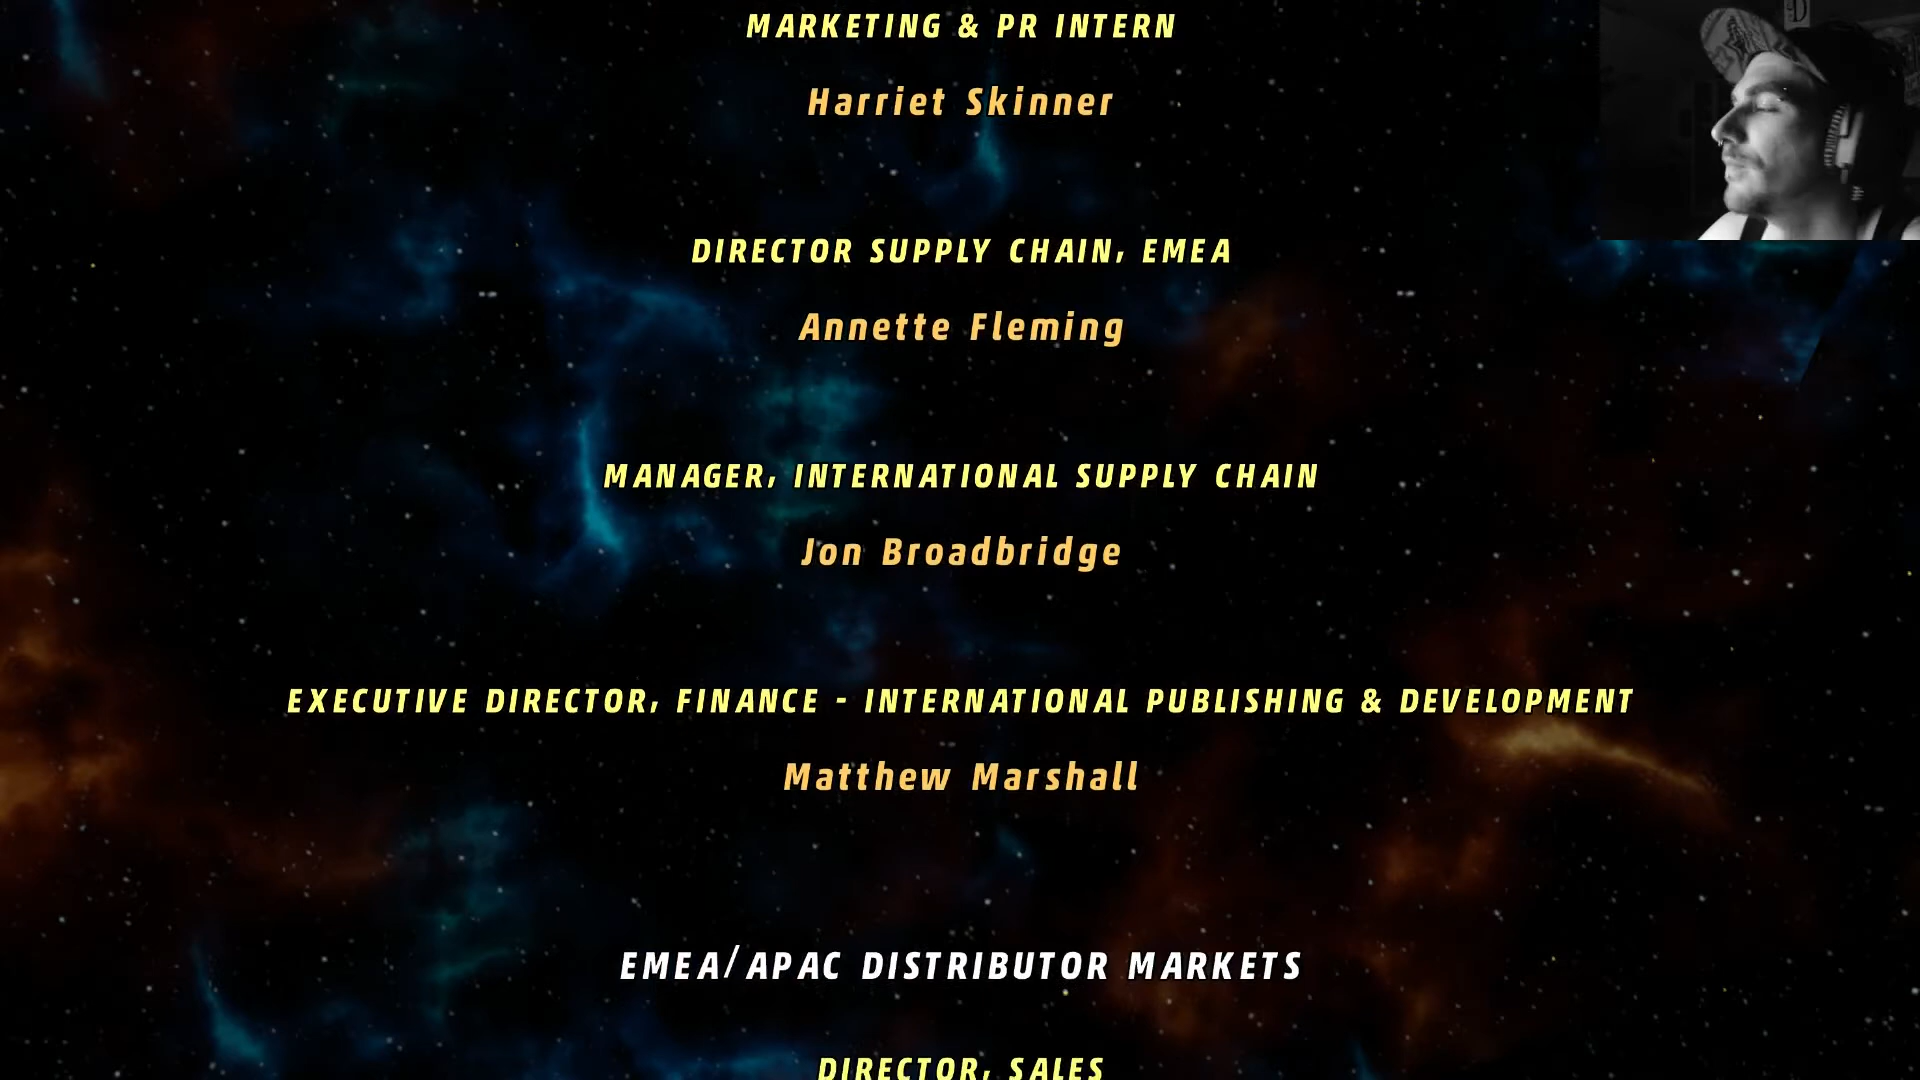 MARKETING & PR INTERN
Harriet Skinner
DIRECTOR SUPPLY CHAIN, EMEA
Annette Fleming
MANAGER, INTERNATIONAL SUPPLY CHAIN
Jon Broadbridge
EXECUTIVE DIRECTOR, FINANCE - INTERNATIONAL PUBLISHING & DEVELOPMENT
Matthew Marshall
EMEA/APAC DISTRIBUTOR MARKETS
DIRECTOR, SALES